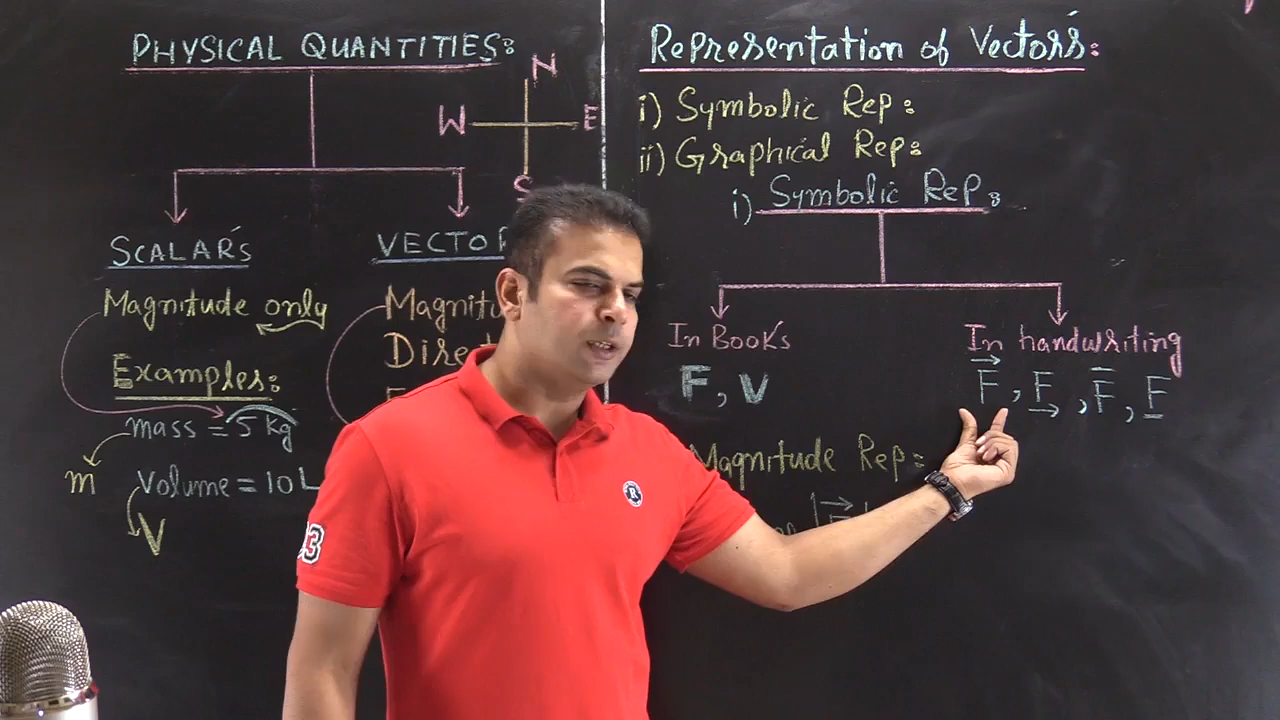 PHYSICAL QUANTITIES:
N
W E
S
SCALAR'S
Magnitude only
Examples:
mass = 5 kg
m
Volume = 10 L
V
Representation of Vectors:
i) Symbolic Rep:
ii) Graphical Rep:
i) Symbolic Rep:
In Books
F, V
In handwriting
F⃗, F͢, F̅, F̲
Magnitude Rep: